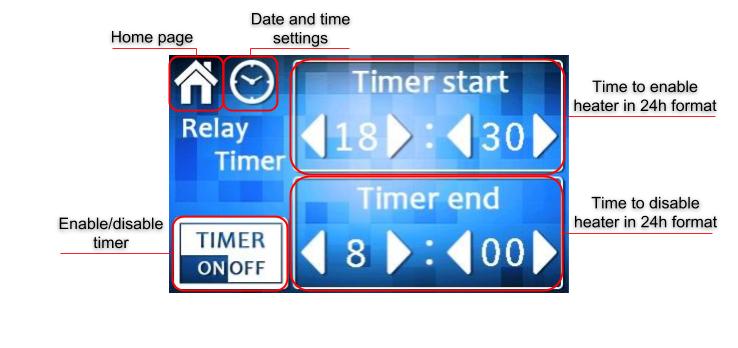 Date and time
settings
Home page
Timer start
Time to enable
heater in 24h format
Relay
Timer
18 : 30
Timer end
Time to disable
heater in 24h format
Enable/disable
timer
TIMER
ON OFF
8 : 00